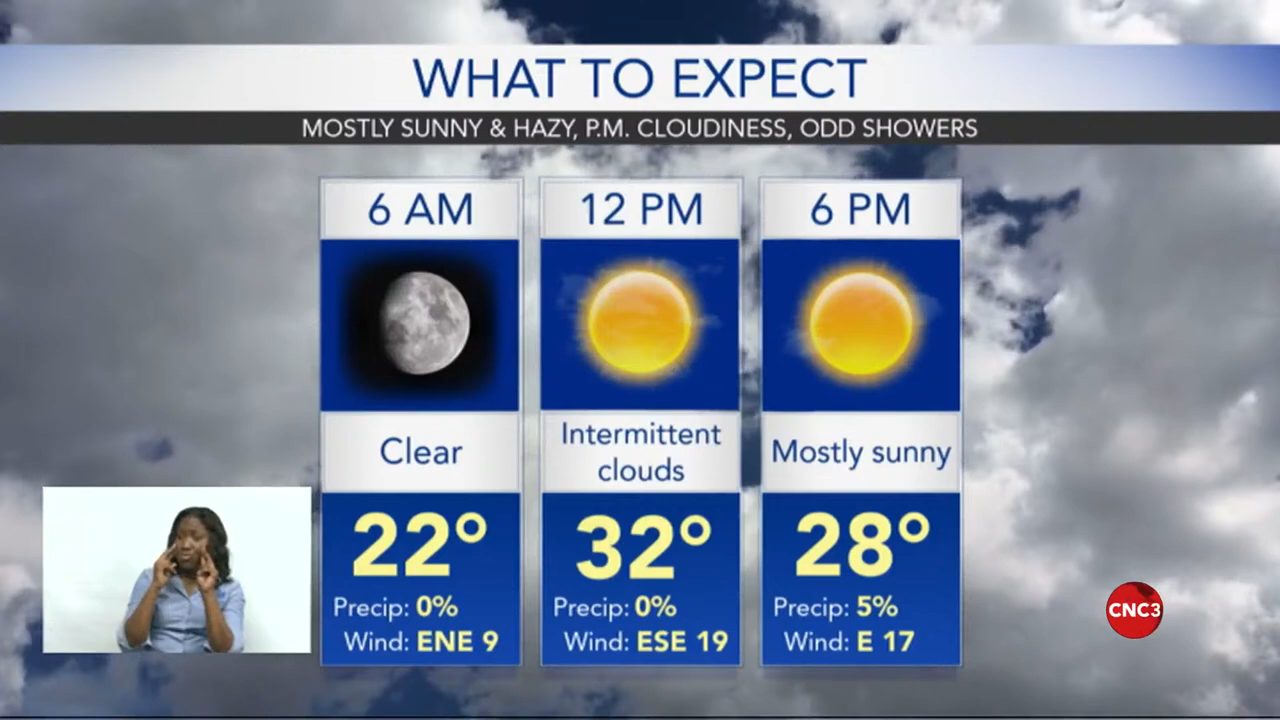 WHAT TO EXPECT
MOSTLY SUNNY & HAZY, P.M. CLOUDINESS, ODD SHOWERS
6 AM
Clear
22°
Precip: 0%
Wind: ENE 9
12 PM
Intermittent
clouds
32°
Precip: 0%
Wind: ESE 19
6 PM
Mostly sunny
28°
Precip: 5%
Wind: E 17
CNC3